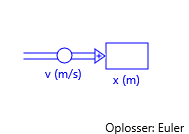 v (m/s)
x (m)
Oplosser: Euler